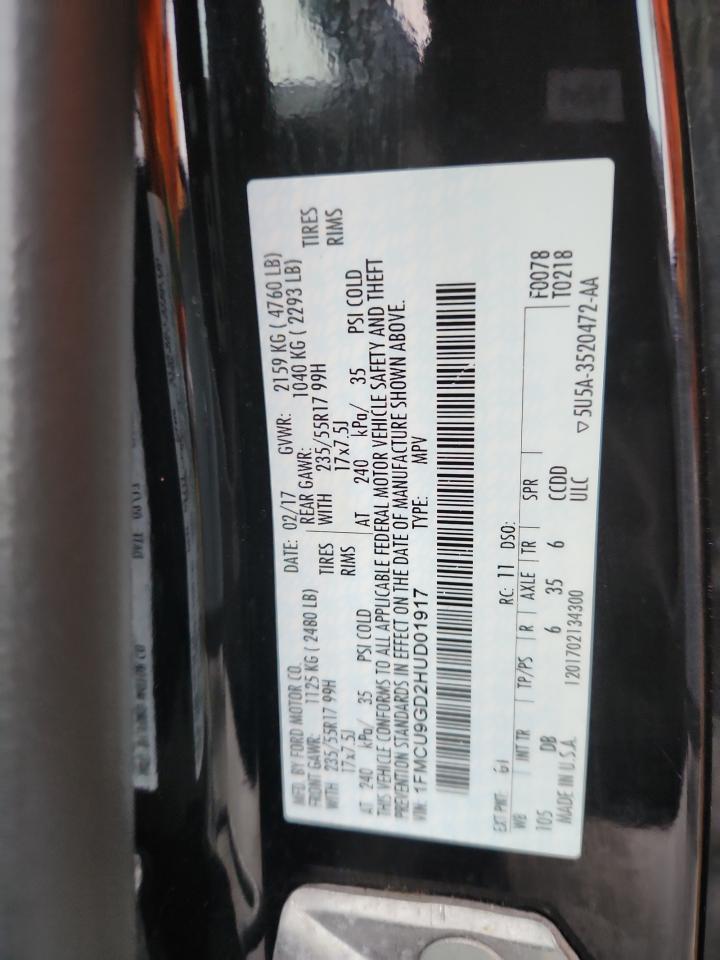 MFD. BY FORD MOTOR CO.
DATE: 02/17 GVWR: 2159 KG ( 4760 LB)
FRONT GAWR: 1125 KG ( 2480 LB) REAR GAWR: 1040 KG ( 2293 LB)
WITH 235/55R17 99H TIRES WITH 235/55R17 99H TIRES
17x7.5J RIMS 17x7.5J RIMS
AT 240 kPa/ 35 PSI COLD AT 240 kPa/ 35 PSI COLD
THIS VEHICLE CONFORMS TO ALL APPLICABLE FEDERAL MOTOR VEHICLE SAFETY AND THEFT
PREVENTION STANDARDS IN EFFECT ON THE DATE OF MANUFACTURE SHOWN ABOVE.
VIN: 1FMCU9GD2HUD01917 TYPE: MPV
EXT PNT: G1 RC: 11 DSO: F0078
WB INT TR TP/PS R AXLE TR SPR T0218
105 DB 6 35 6 CCDD
MADE IN U.S.A. 1201702134300 ULC ▽5U5A-3520472-AA